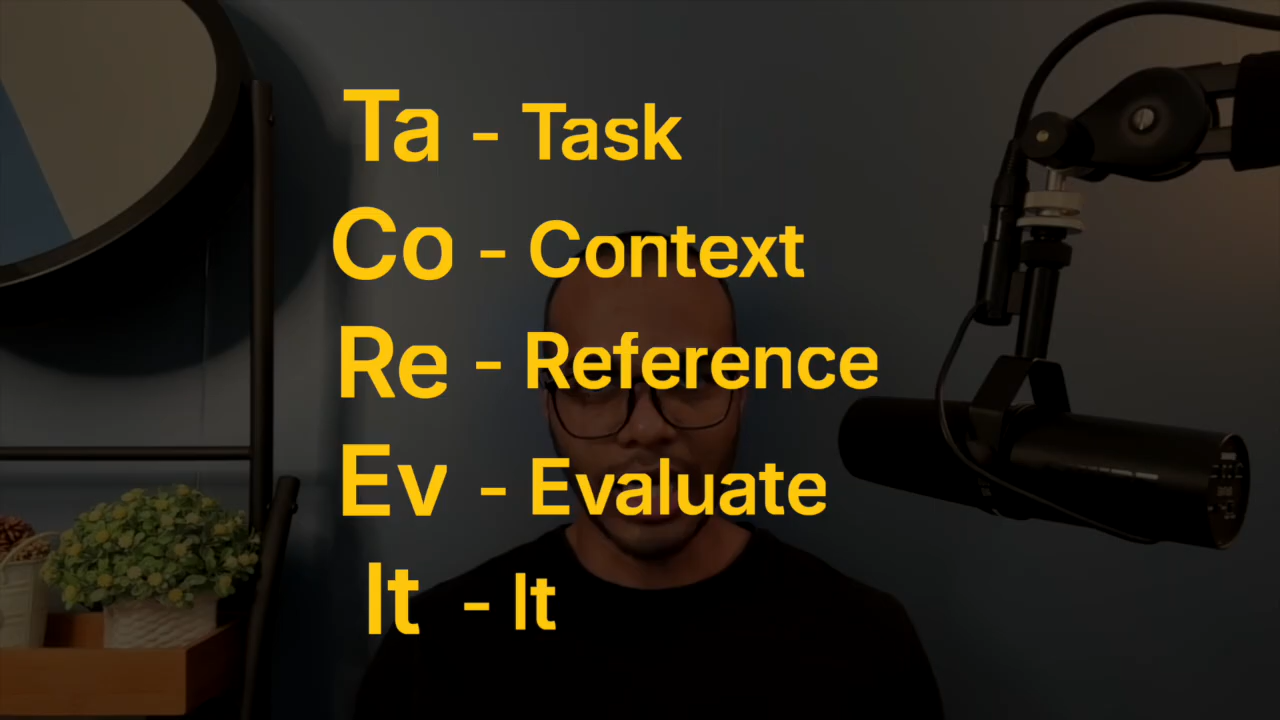 Ta - Task
Co - Context
Re - Reference
Ev - Evaluate
It - It